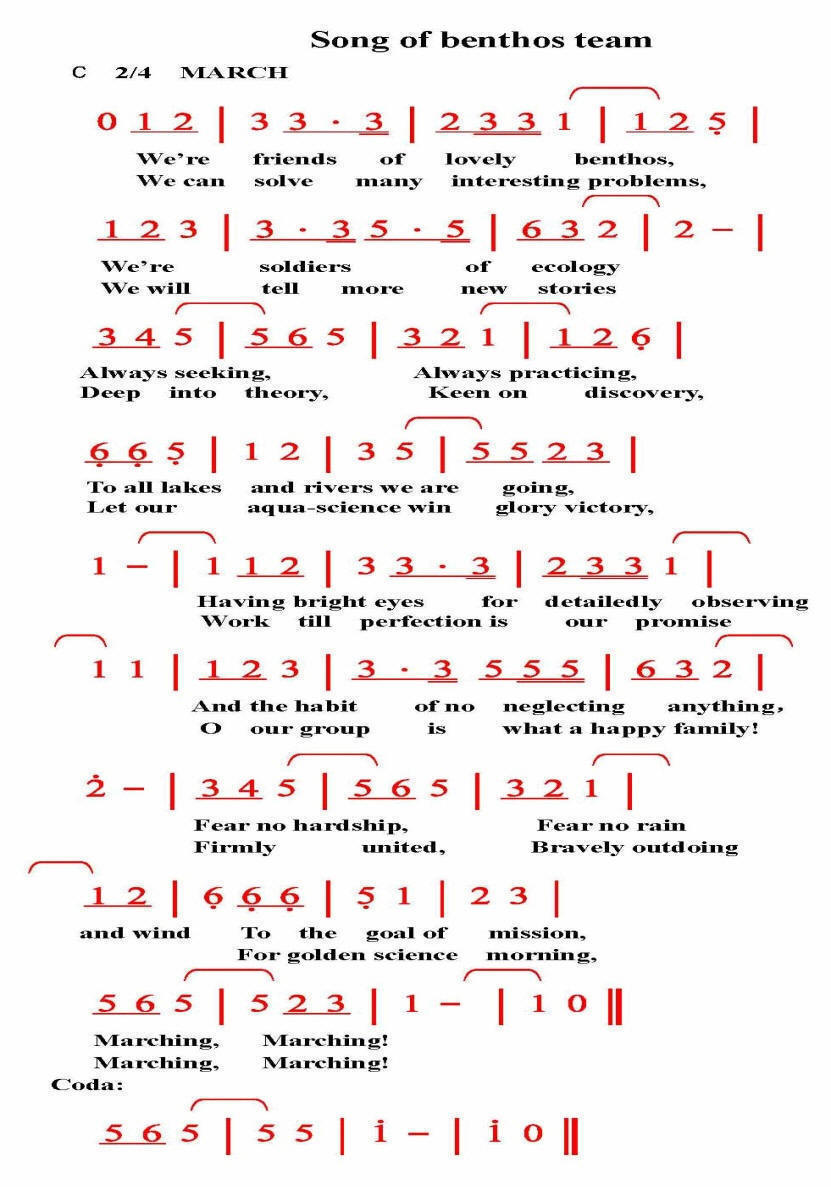 Song of benthos team
C 2/4 MARCH
0 1 2 | 3 3 · 3 | 2 3 3 1 | 1 2 5̣ |
We're friends of lovely benthos,
We can solve many interesting problems,
1 2 3 | 3 · 3 5 · 5 | 6 3 2 | 2 – |
We're soldiers of ecology
We will tell more new stories
3 4 5 | 5 6 5 | 3 2 1 | 1 2 6̣ |
Always seeking, Always practicing,
Deep into theory, Keen on discovery,
6̣ 6̣ 5̣ | 1 2 | 3 5 | 5 5 2 3 |
To all lakes and rivers we are going,
Let our aqua-science win glory victory,
1 – | 1 1 2 | 3 3 · 3 | 2 3 3 1 |
Having bright eyes for detailedly observing
Work till perfection is our promise
1 1 | 1 2 3 | 3 · 3 5 5 5 | 6 3 2 |
And the habit of no neglecting anything,
O our group is what a happy family!
2̇ – | 3 4 5 | 5 6 5 | 3 2 1 |
Fear no hardship, Fear no rain
Firmly united, Bravely outdoing
1 2 | 6̣ 6̣ 6̣ | 5̣ 1 | 2 3 |
and wind To the goal of mission,
For golden science morning,
5 6 5 | 5 2 3 | 1 – | 1 0 ‖
Marching, Marching!
Marching, Marching!
Coda:
5 6 5 | 5 5 | 1̇ – | 1̇ 0 ‖